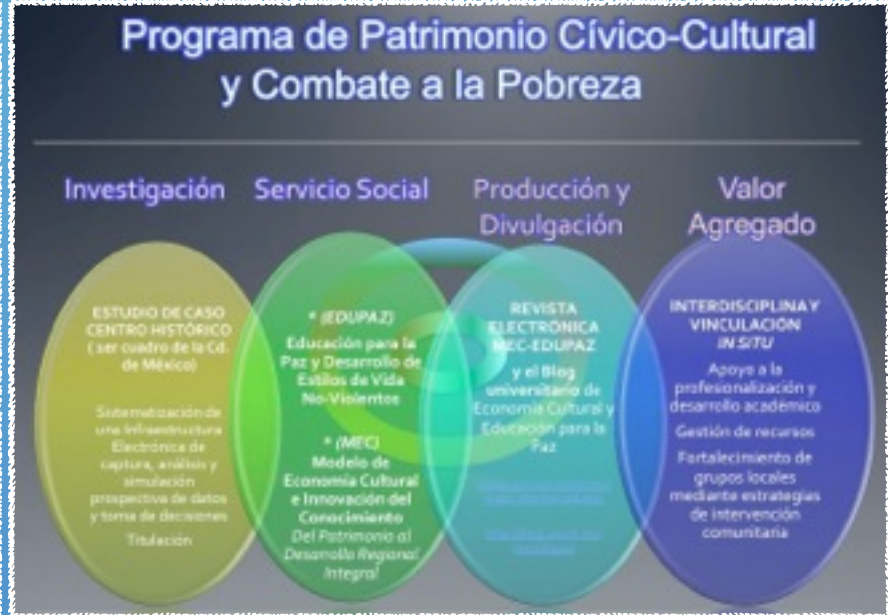 Programa de Patrimonio Cívico-Cultural
y Combate a la Pobreza
Investigación
Servicio Social
Producción y
Divulgación
Valor
Agregado
ESTUDIO DE CASO
CENTRO HISTÓRICO
( 1er cuadro de la Cd.
de México)
Sistematización de
una Infraestructura
Electrónica de
captura, análisis y
simulación
prospectiva de datos
y toma de decisiones
Titulación
* (EDUPAZ)
Educación para la
Paz y Desarrollo de
Estilos de Vida
No-Violentos
* (MEC)
Modelo de
Economía Cultural
e Innovación del
Conocimiento
Del Patrimonio al
Desarrollo Regional
Integral
REVISTA
ELECTRÓNICA
MEC-EDUPAZ
y el Blog
universitario de
Economía Cultural y
Educación para la
Paz
INTERDISCIPLINA Y
VINCULACIÓN
IN SITU
Apoyo a la
profesionalización y
desarrollo académico
Gestión de recursos
Fortalecimiento de
grupos locales
mediante estrategias
de intervención
comunitaria